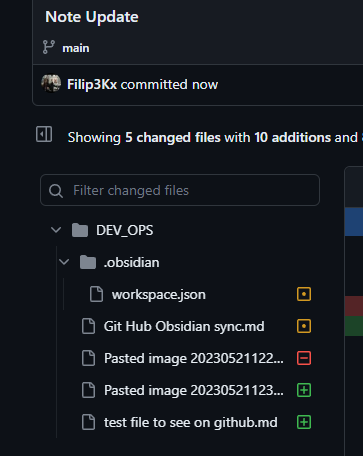 Note Update
main
Filip3Kx committed now
Showing 5 changed files with 10 additions and
Filter changed files
DEV_OPS
.obsidian
workspace.json
Git Hub Obsidian sync.md
Pasted image 20230521122...
Pasted image 20230521123...
test file to see on github.md